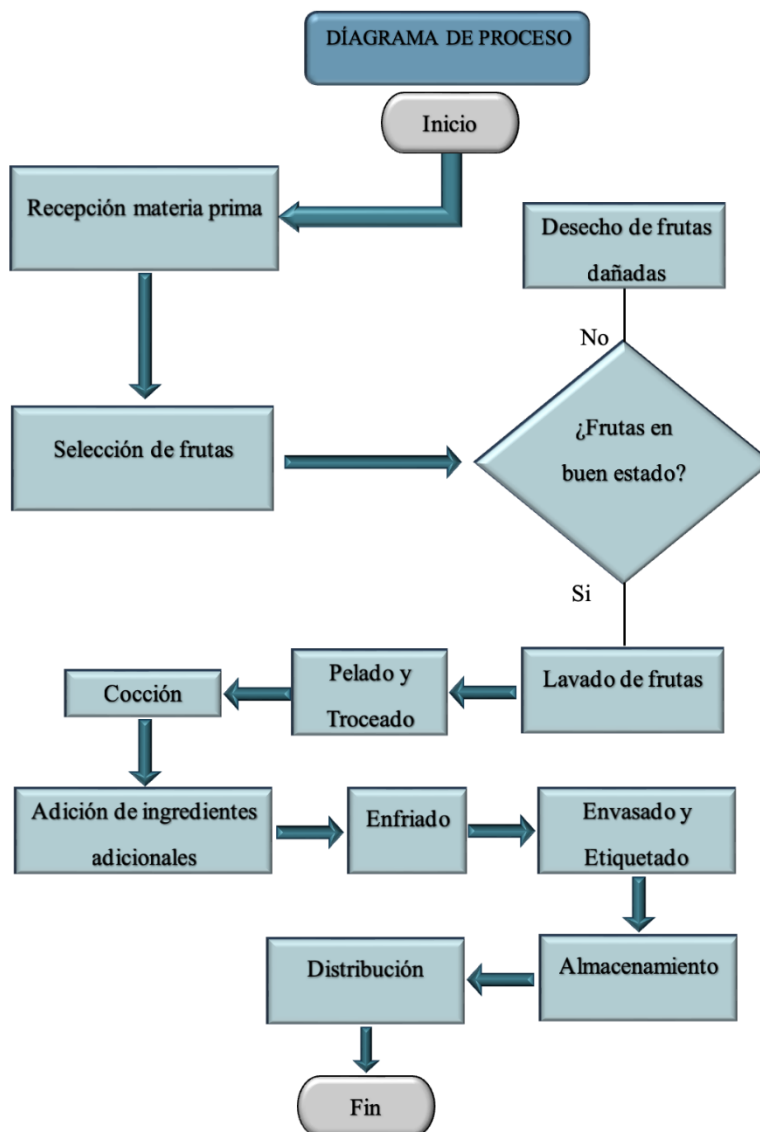 DÍAGRAMA DE PROCESO
Inicio
Recepción materia prima
Desecho de frutas
dañadas
No
Selección de frutas
¿Frutas en
buen estado?
Si
Lavado de frutas
Pelado y
Troceado
Cocción
Adición de ingredientes
adicionales
Enfriado
Envasado y
Etiquetado
Almacenamiento
Distribución
Fin